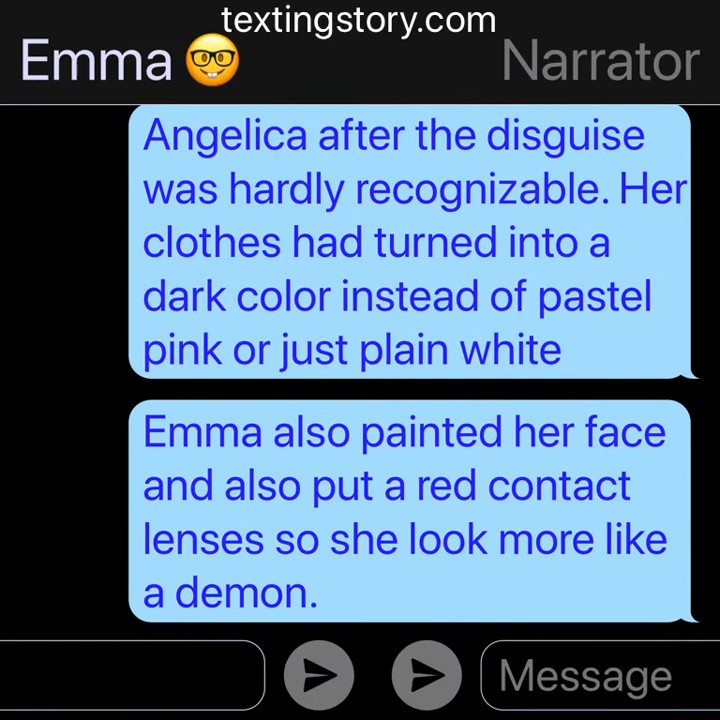 textingstory.com
Emma 🤓 Narrator
Angelica after the disguise
was hardly recognizable. Her
clothes had turned into a
dark color instead of pastel
pink or just plain white
Emma also painted her face
and also put a red contact
lenses so she look more like
a demon.
Message